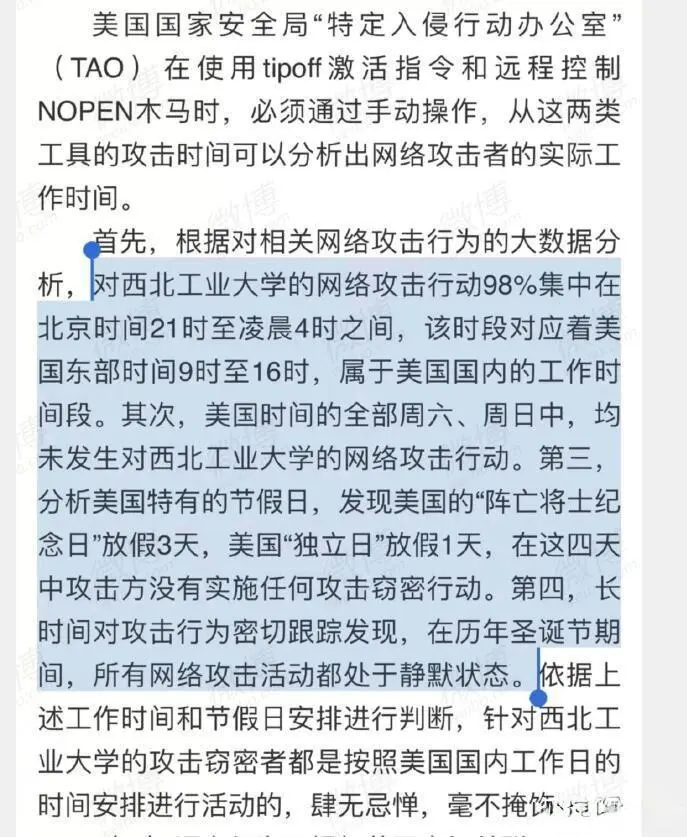 美国国家安全局“特定入侵行动办公室”
（TAO）在使用tipoff激活指令和远程控制
NOPEN木马时，必须通过手动操作，从这两类
工具的攻击时间可以分析出网络攻击者的实际工
作时间。
首先，根据对相关网络攻击行为的大数据分
析，对西北工业大学的网络攻击行动98%集中在
北京时间21时至凌晨4时之间，该时段对应着美
国东部时间9时至16时，属于美国国内的工作时
间段。其次，美国时间的全部周六、周日中，均
未发生对西北工业大学的网络攻击行动。第三，
分析美国特有的节假日，发现美国的“阵亡将士纪
念日”放假3天，美国“独立日”放假1天，在这四天
中攻击方没有实施任何攻击窃密行动。第四，长
时间对攻击行为密切跟踪发现，在历年圣诞节期
间，所有网络攻击活动都处于静默状态。依据上
述工作时间和节假日安排进行判断，针对西北工
业大学的攻击窃密者都是按照美国国内工作日的
时间安排进行活动的，肆无忌惮，毫不掩饰